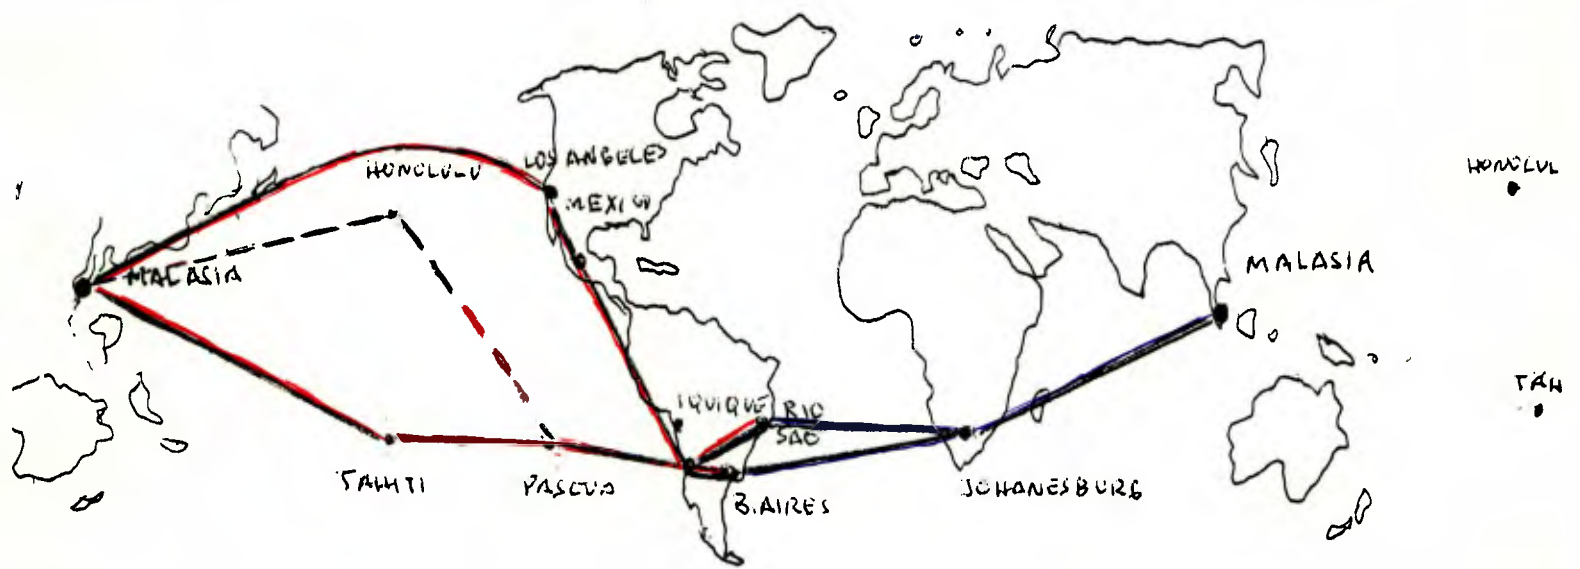 HONOLULU
LOS ANGELES
MEXICO
HONOLUL
MALASIA
MALASIA
IQUIQUE
RIO
SAO
TAH
TAHITI
PASCUA
B.AIRES
JOHANESBURG